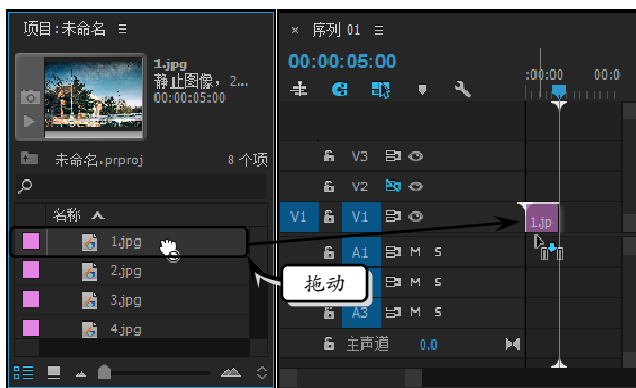 项目:未命名
1.jpg
静止图像, 2...
00:00:05:00
未命名.prproj
8 个项
名称
1.jpg
2.jpg
3.jpg
4.jpg
拖动
× 序列 01
00:00:05:00
:00:00
00:0
V3
V2
V1 V1
1.jp
A1 M S
M S
A3 M S
主声道 0.0